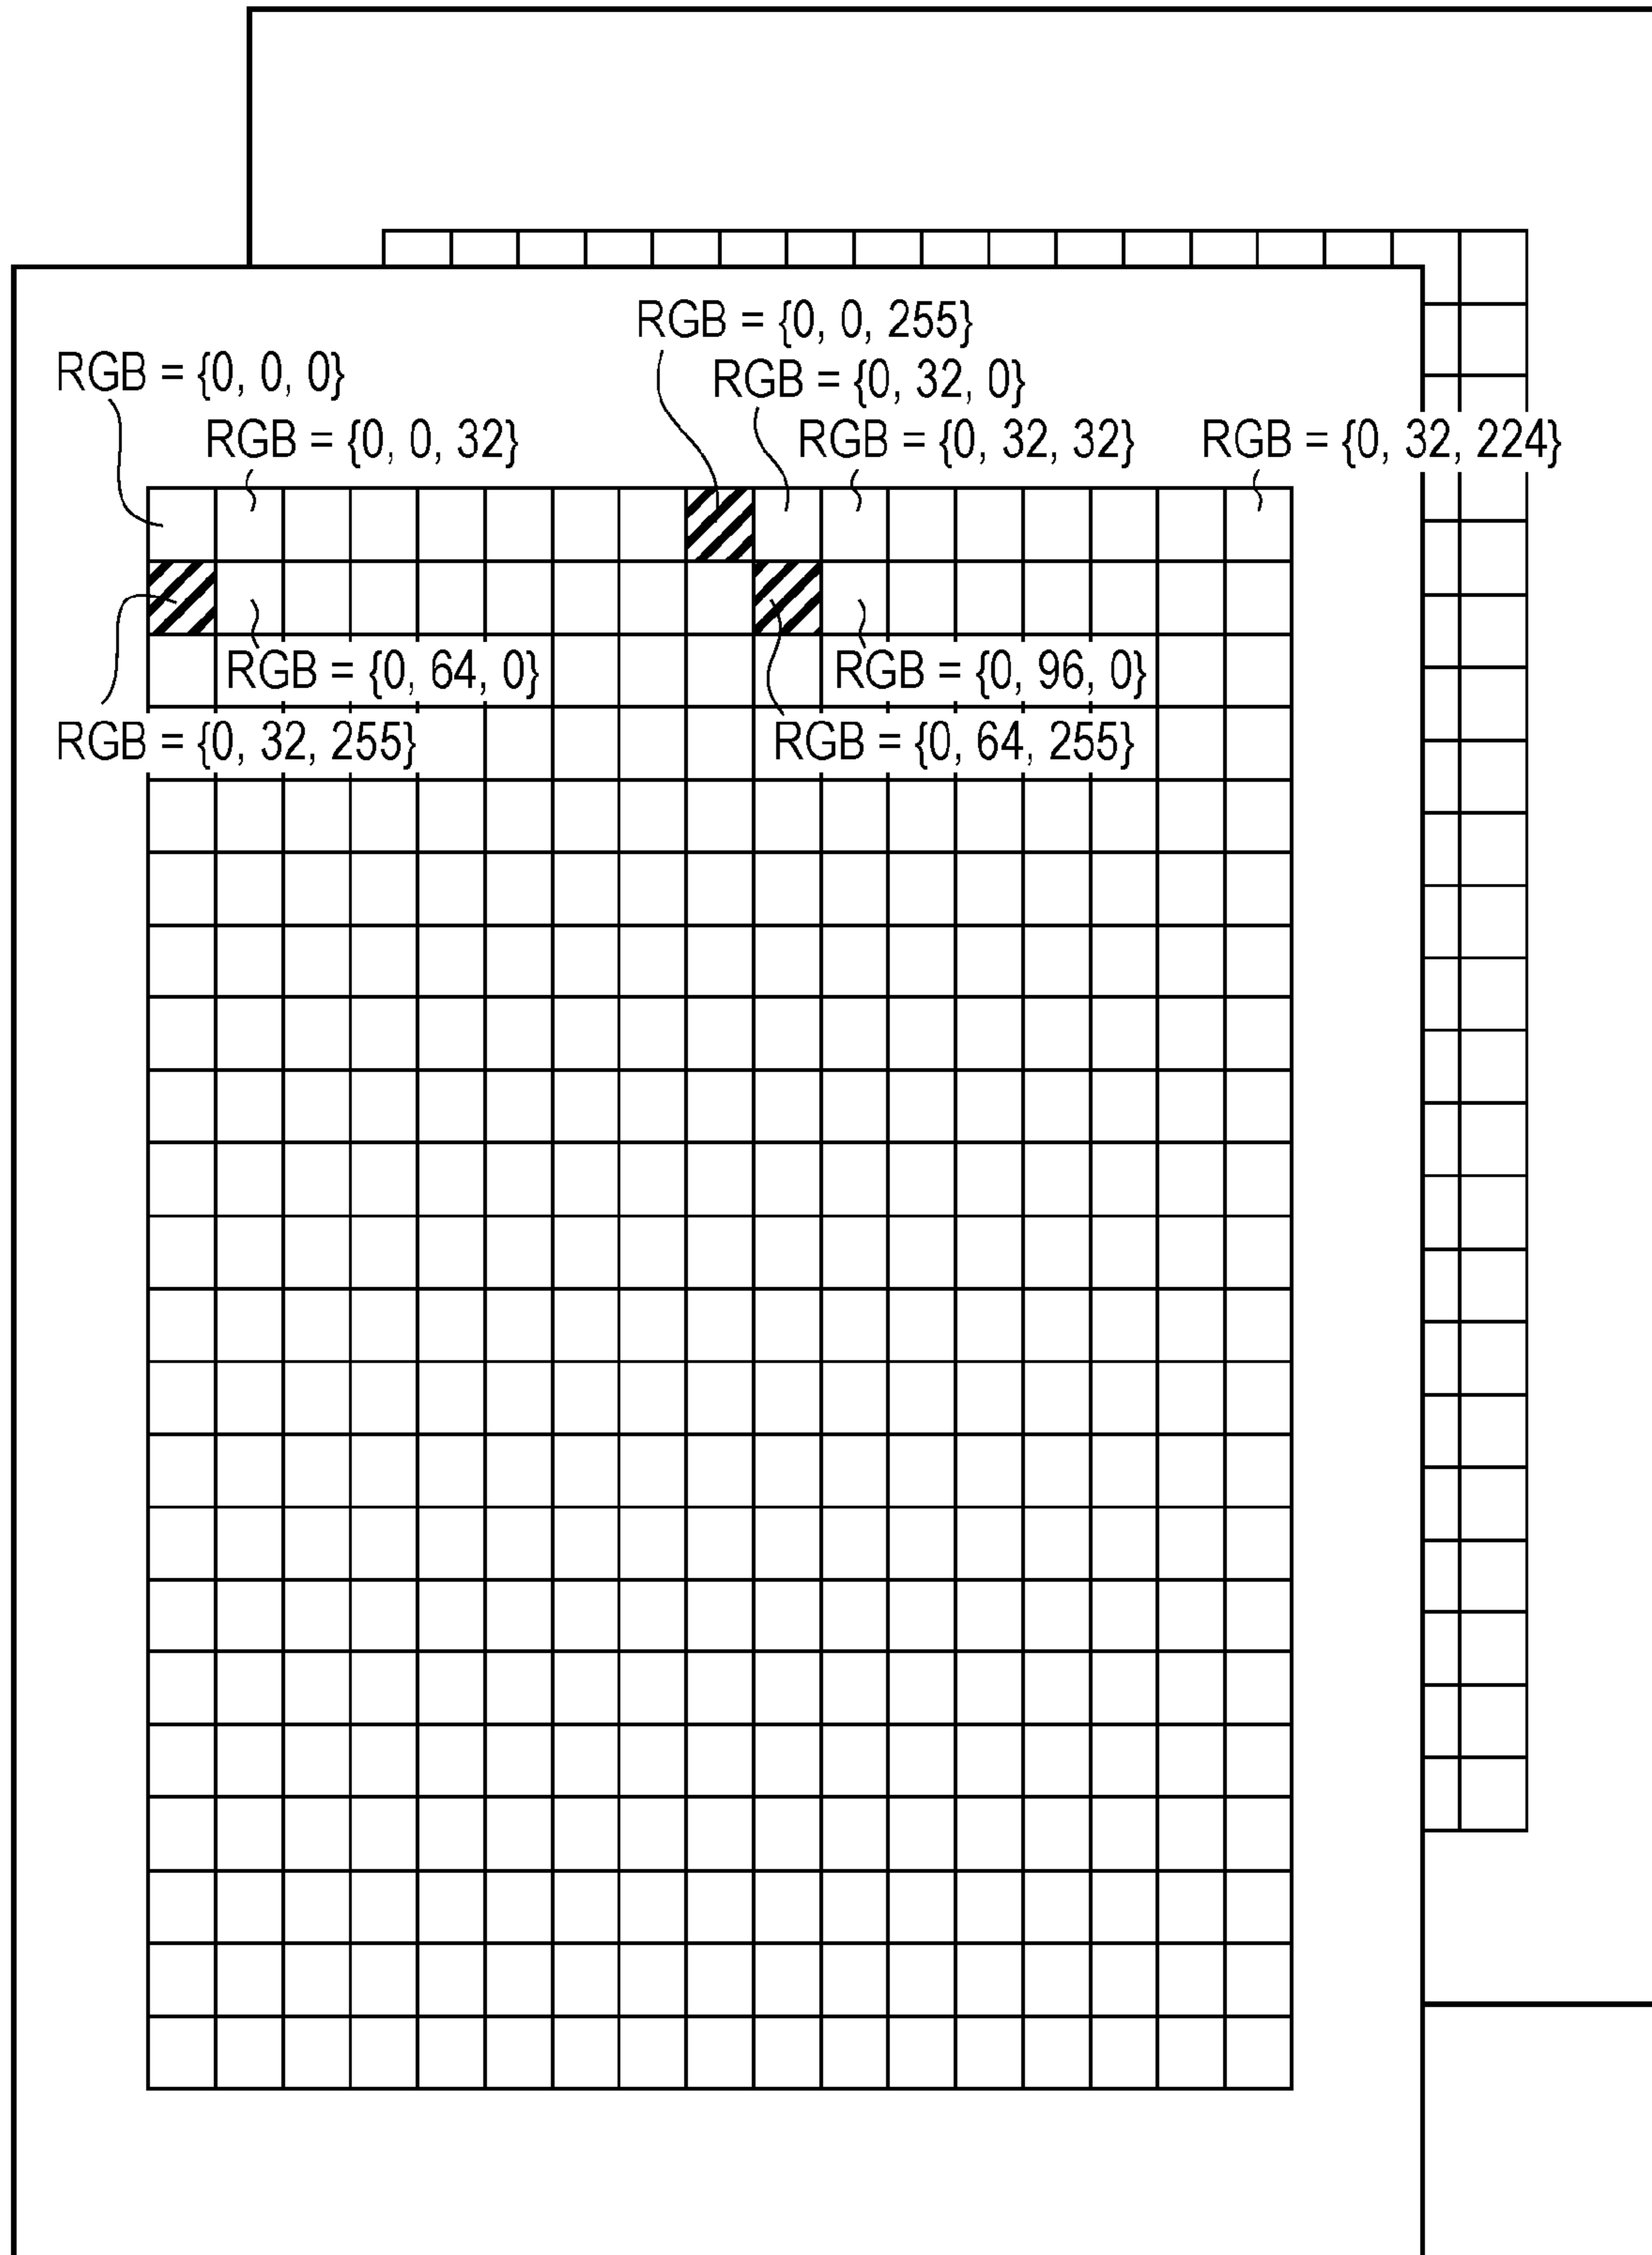 RGB = {0, 0, 255}
RGB = {0, 0, 0}
RGB = {0, 32, 0}
RGB = {0, 0, 32}
RGB = {0, 32, 32}
RGB = {0, 32, 224}
RGB = {0, 64, 0}
RGB = {0, 96, 0}
RGB = {0, 32, 255}
RGB = {0, 64, 255}